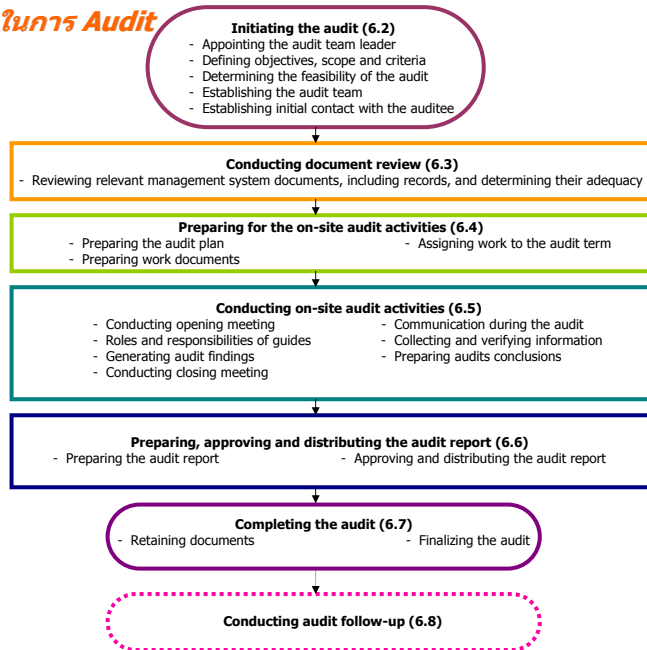 ในการ Audit
Initiating the audit (6.2)
- Appointing the audit team leader
- Defining objectives, scope and criteria
- Determining the feasibility of the audit
- Establishing the audit team
- Establishing initial contact with the auditee
Conducting document review (6.3)
- Reviewing relevant management system documents, including records, and determining their adequacy
Preparing for the on-site audit activities (6.4)
- Preparing the audit plan - Assigning work to the audit term
- Preparing work documents
Conducting on-site audit activities (6.5)
- Conducting opening meeting - Communication during the audit
- Roles and responsibilities of guides - Collecting and verifying information
- Generating audit findings - Preparing audits conclusions
- Conducting closing meeting
Preparing, approving and distributing the audit report (6.6)
- Preparing the audit report - Approving and distributing the audit report
Completing the audit (6.7)
- Retaining documents - Finalizing the audit
Conducting audit follow-up (6.8)